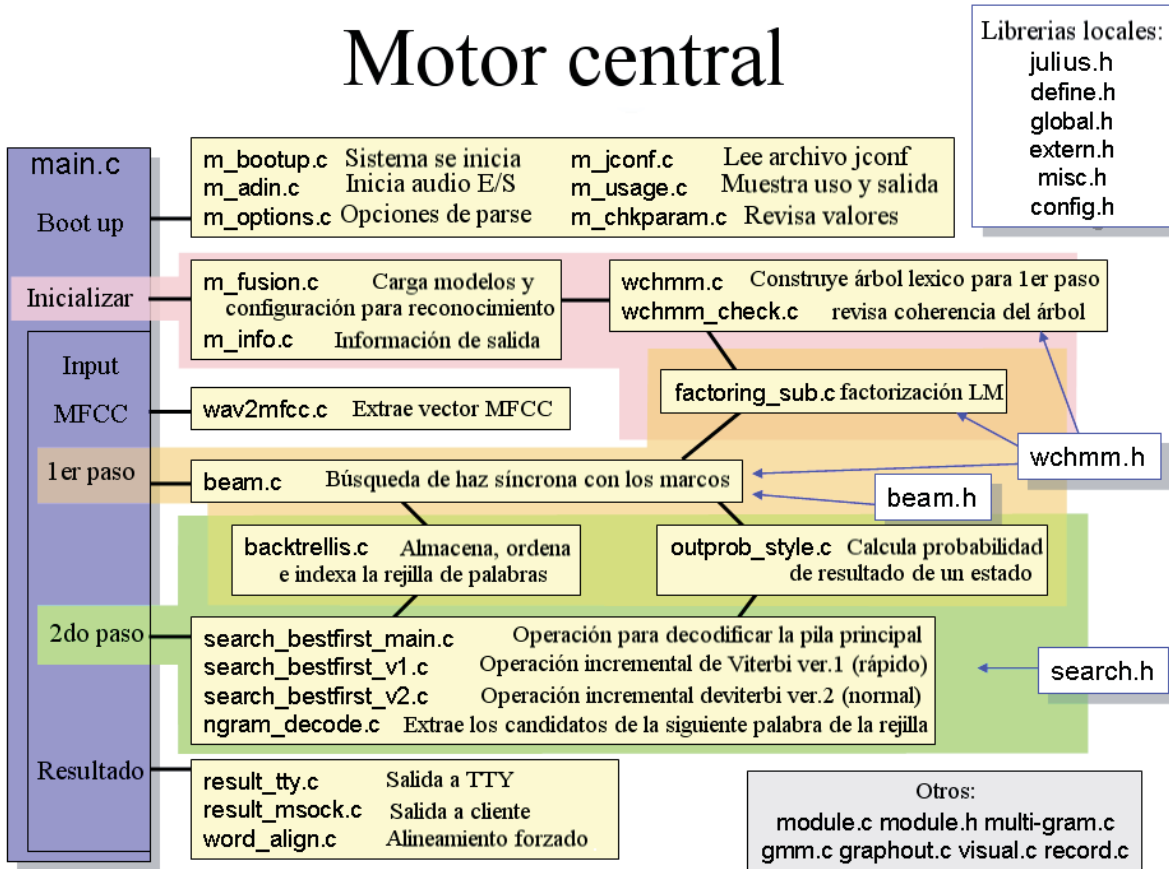 Motor central
Librerias locales:
julius.h
define.h
global.h
extern.h
misc.h
config.h
main.c
Boot up
m_bootup.c Sistema se inicia m_jconf.c Lee archivo jconf
m_adin.c Inicia audio E/S m_usage.c Muestra uso y salida
m_options.c Opciones de parse m_chkparam.c Revisa valores
Inicializar
m_fusion.c Carga modelos y
configuración para reconocimiento
m_info.c Información de salida
wchmm.c Construye árbol lexico para 1er paso
wchmm_check.c revisa coherencia del árbol
Input
MFCC
wav2mfcc.c Extrae vector MFCC
factoring_sub.c factorización LM
wchmm.h
1er paso
beam.c Búsqueda de haz síncrona con los marcos
beam.h
backtrellis.c Almacena, ordena
e indexa la rejilla de palabras
outprob_style.c Calcula probabilidad
de resultado de un estado
2do paso
search_bestfirst_main.c Operación para decodificar la pila principal
search_bestfirst_v1.c Operación incremental de Viterbi ver.1 (rápido)
search_bestfirst_v2.c Operación incremental deviterbi ver.2 (normal)
ngram_decode.c Extrae los candidatos de la siguiente palabra de la rejilla
search.h
Resultado
result_tty.c Salida a TTY
result_msock.c Salida a cliente
word_align.c Alineamiento forzado
Otros:
module.c module.h multi-gram.c
gmm.c graphout.c visual.c record.c